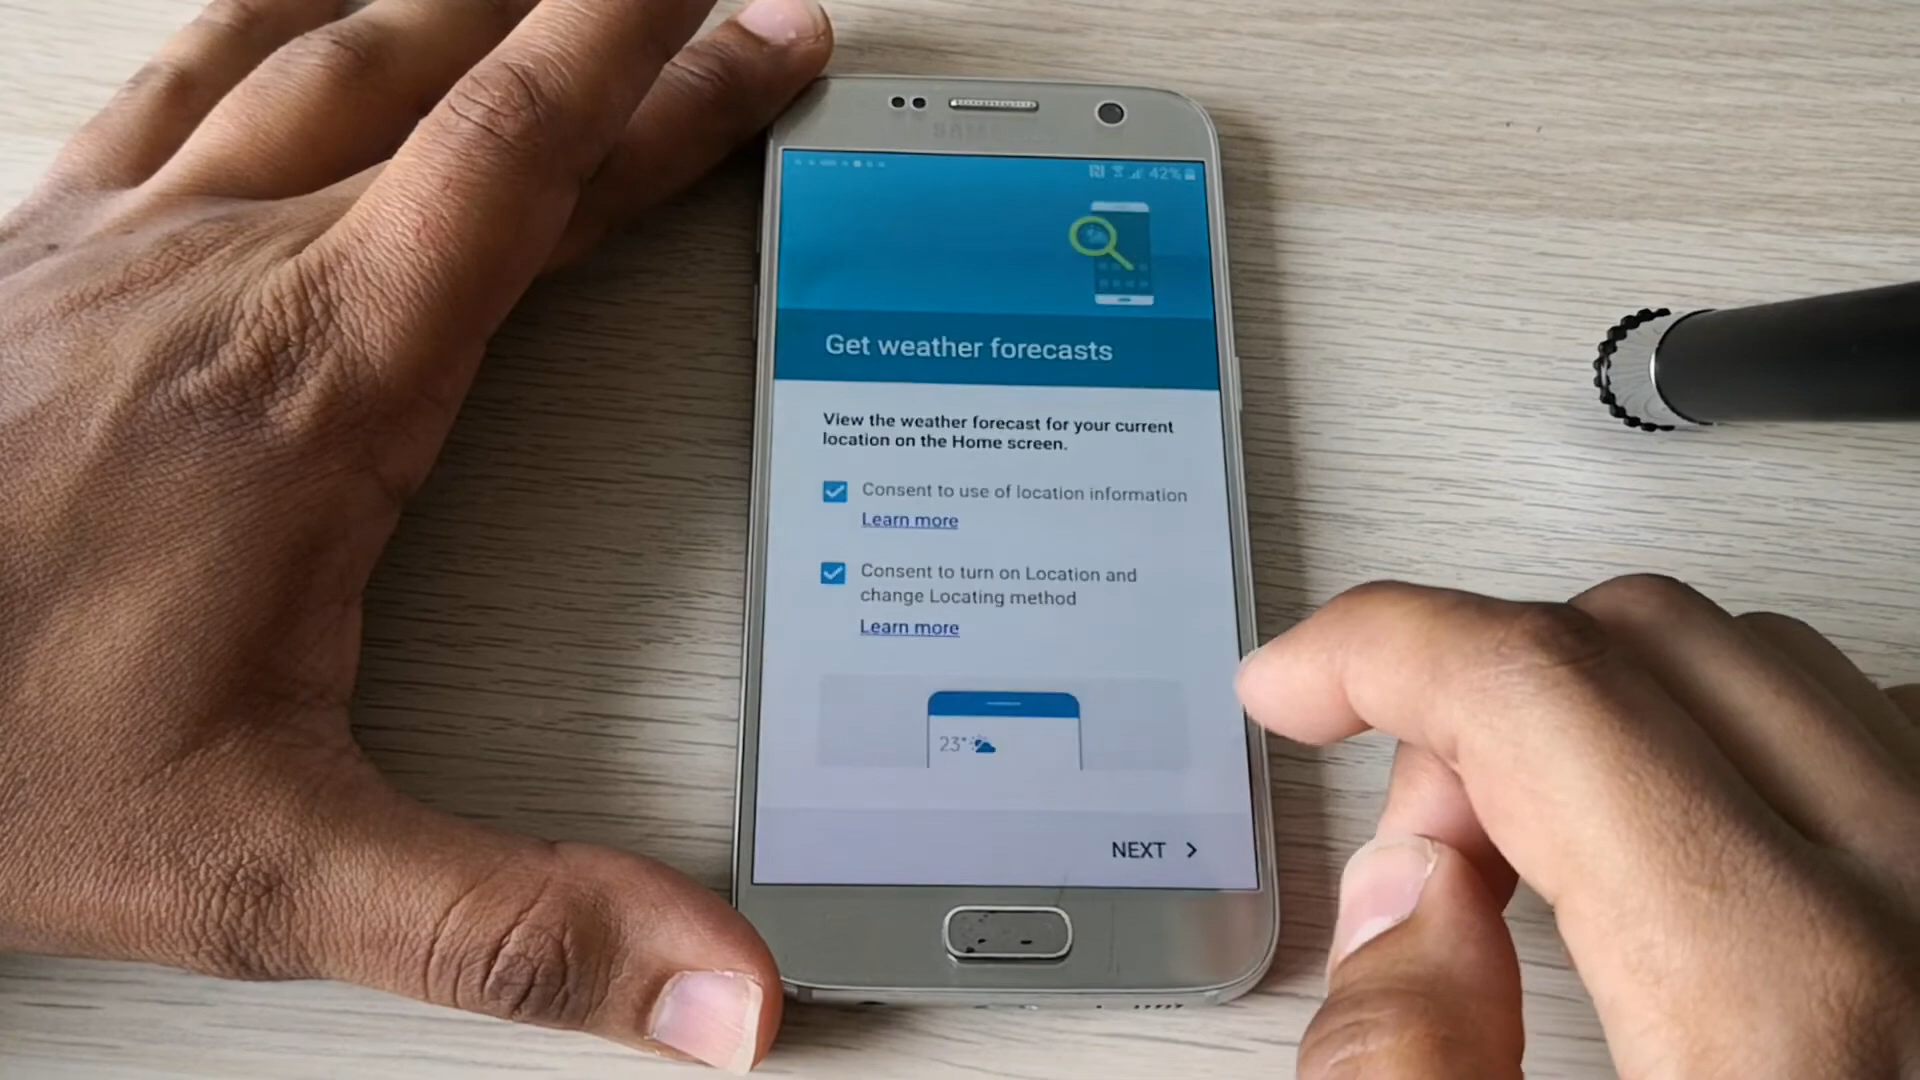 42%
Get weather forecasts
View the weather forecast for your current
location on the Home screen.
Consent to use of location information
Learn more
Consent to turn on Location and
change Locating method
Learn more
23°
NEXT >